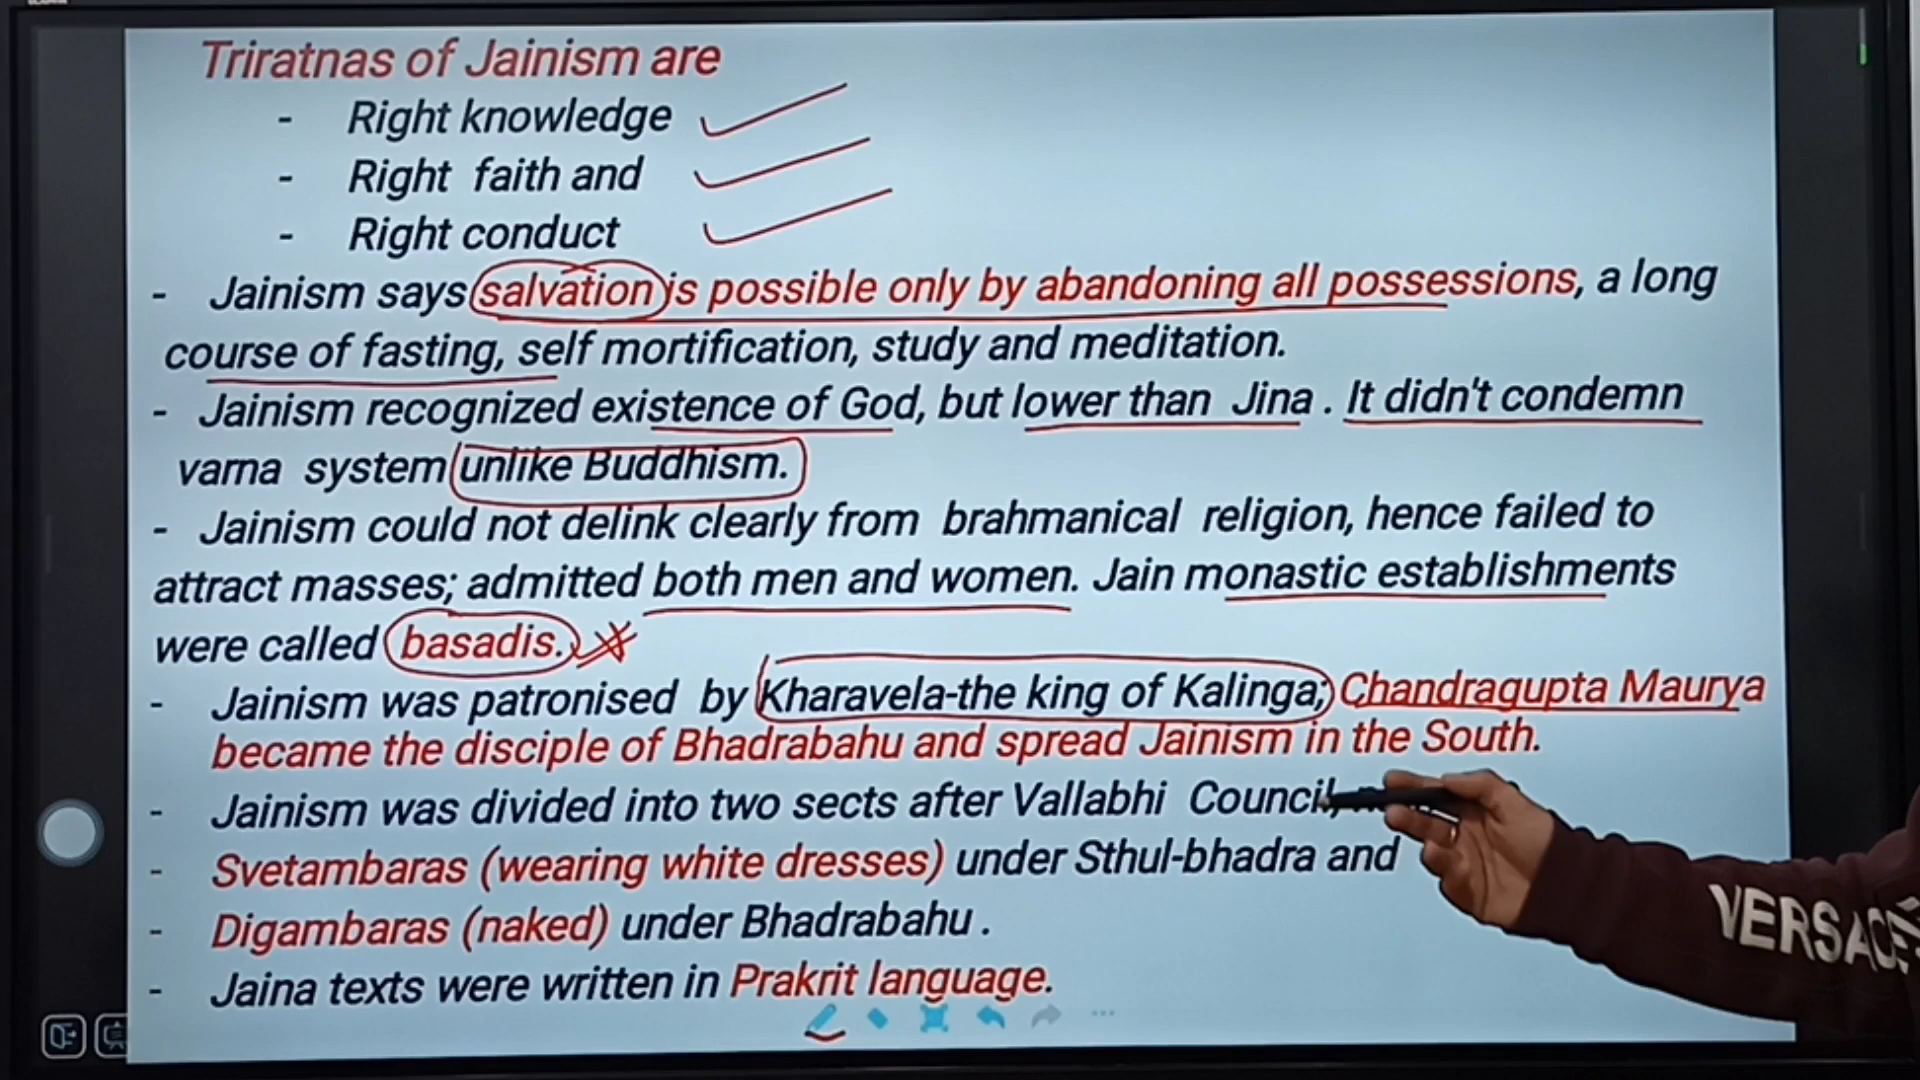 Triratnas of Jainism are
- Right knowledge
- Right faith and
- Right conduct
- Jainism says salvation is possible only by abandoning all possessions, a long
course of fasting, self mortification, study and meditation.
- Jainism recognized existence of God, but lower than Jina . It didn't condemn
varna system unlike Buddhism.
- Jainism could not delink clearly from brahmanical religion, hence failed to
attract masses; admitted both men and women. Jain monastic establishments
were called basadis.
- Jainism was patronised by Kharavela-the king of Kalinga; Chandragupta Maurya
became the disciple of Bhadrabahu and spread Jainism in the South.
- Jainism was divided into two sects after Vallabhi Council,
- Svetambaras (wearing white dresses) under Sthul-bhadra and
- Digambaras (naked) under Bhadrabahu .
- Jaina texts were written in Prakrit language.
VERSACE